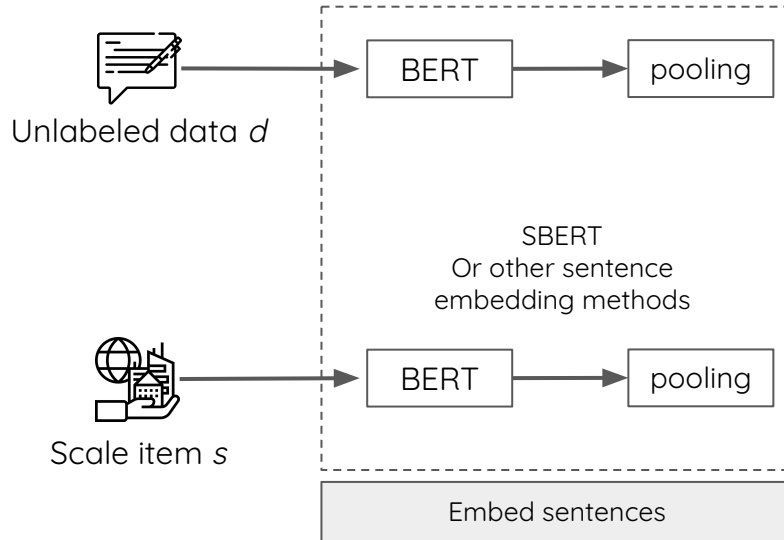 BERT
pooling
Unlabeled data d
SBERT
Or other sentence
embedding methods
BERT
pooling
Scale item s
Embed sentences